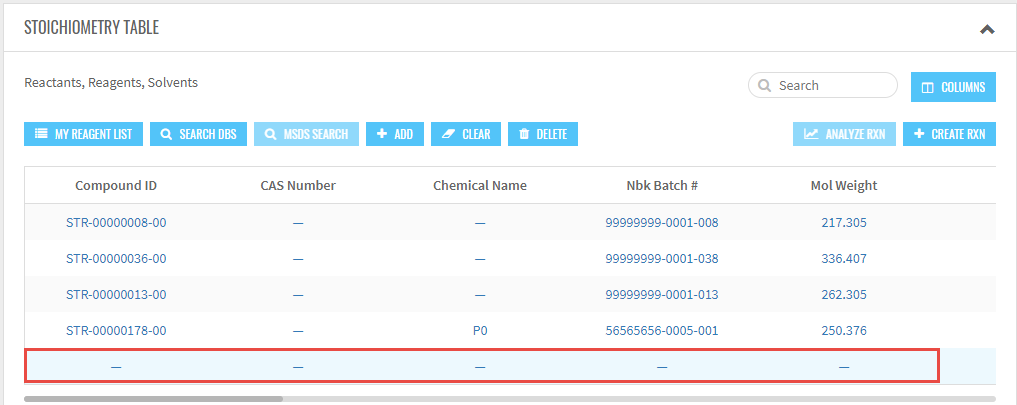 STOICHIOMETRY TABLE
Reactants, Reagents, Solvents
Search
COLUMNS
MY REAGENT LIST SEARCH DBS MSDS SEARCH ADD CLEAR DELETE ANALYZE RXN CREATE RXN
Compound ID CAS Number Chemical Name Nbk Batch # Mol Weight
STR-00000008-00 — — 99999999-0001-008 217.305
STR-00000036-00 — — 99999999-0001-038 336.407
STR-00000013-00 — — 99999999-0001-013 262.305
STR-00000178-00 — P0 56565656-0005-001 250.376
— — — — —